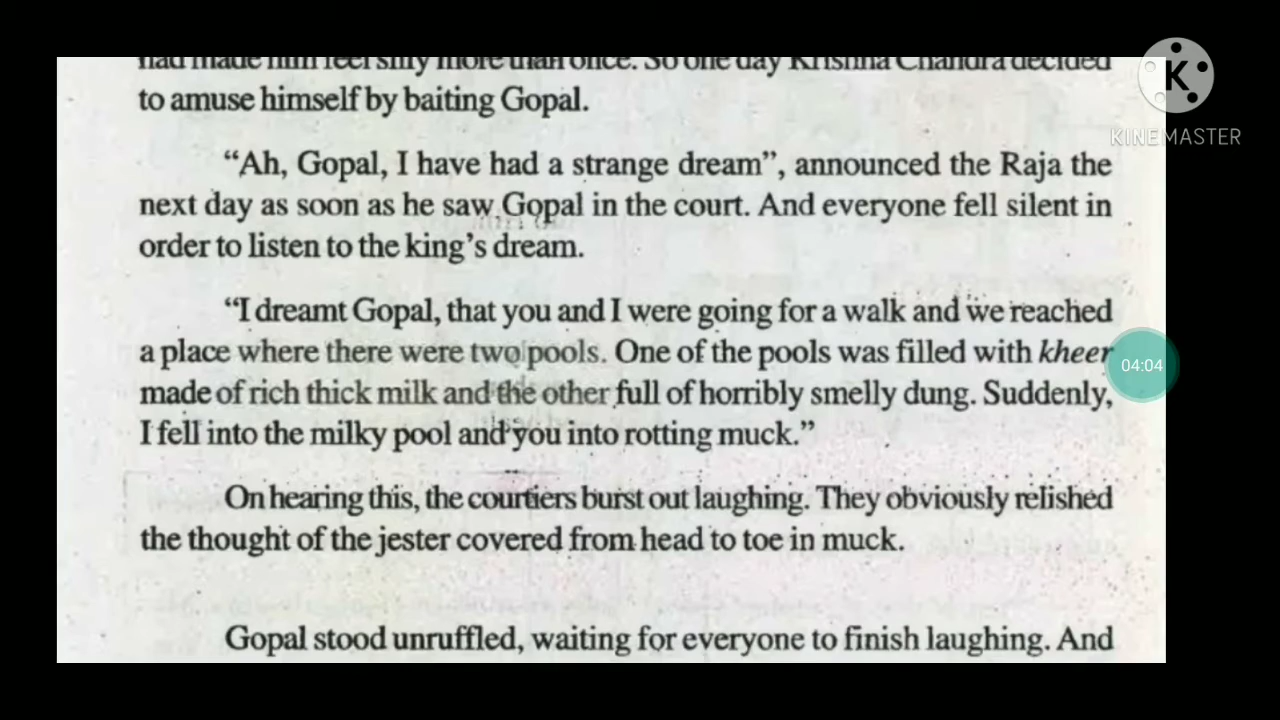 had made him feel silly more than once. So one day Krishna Chandra decided
to amuse himself by baiting Gopal.
“Ah, Gopal, I have had a strange dream”, announced the Raja the
next day as soon as he saw Gopal in the court. And everyone fell silent in
order to listen to the king’s dream.
“I dreamt Gopal, that you and I were going for a walk and we reached
a place where there were two pools. One of the pools was filled with kheer
made of rich thick milk and the other full of horribly smelly dung. Suddenly,
I fell into the milky pool and you into rotting muck.”
On hearing this, the courtiers burst out laughing. They obviously relished
the thought of the jester covered from head to toe in muck.
Gopal stood unruffled, waiting for everyone to finish laughing. And
K
KINEMASTER
04:04